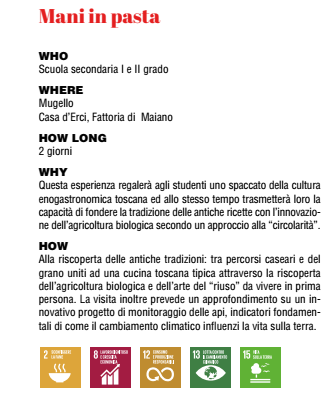 Mani in pasta
WHO
Scuola secondaria I e II grado
WHERE
Mugello
Casa d'Erci, Fattoria di Maiano
HOW LONG
2 giorni
WHY
Questa esperienza regalerà agli studenti uno spaccato della cultura
enogastronomica toscana ed allo stesso tempo trasmetterà loro la
capacità di fondere la tradizione delle antiche ricette con l'innovazio-
ne dell'agricoltura biologica secondo un approccio alla "circolarità".
HOW
Alla riscoperta delle antiche tradizioni: tra percorsi caseari e del
grano uniti ad una cucina toscana tipica attraverso la riscoperta
dell'agricoltura biologica e dell'arte del "riuso" da vivere in prima
persona. La visita inoltre prevede un approfondimento su un in-
novativo progetto di monitoraggio delle api, indicatori fondamen-
tali di come il cambiamento climatico influenzi la vita sulla terra.
2 SCONFIGGERE LA FAME
8 LAVORO DIGNITOSO E CRESCITA ECONOMICA
12 CONSUMO E PRODUZIONE RESPONSABILI
13 LOTTA CONTRO IL CAMBIAMENTO CLIMATICO
15 VITA SULLA TERRA